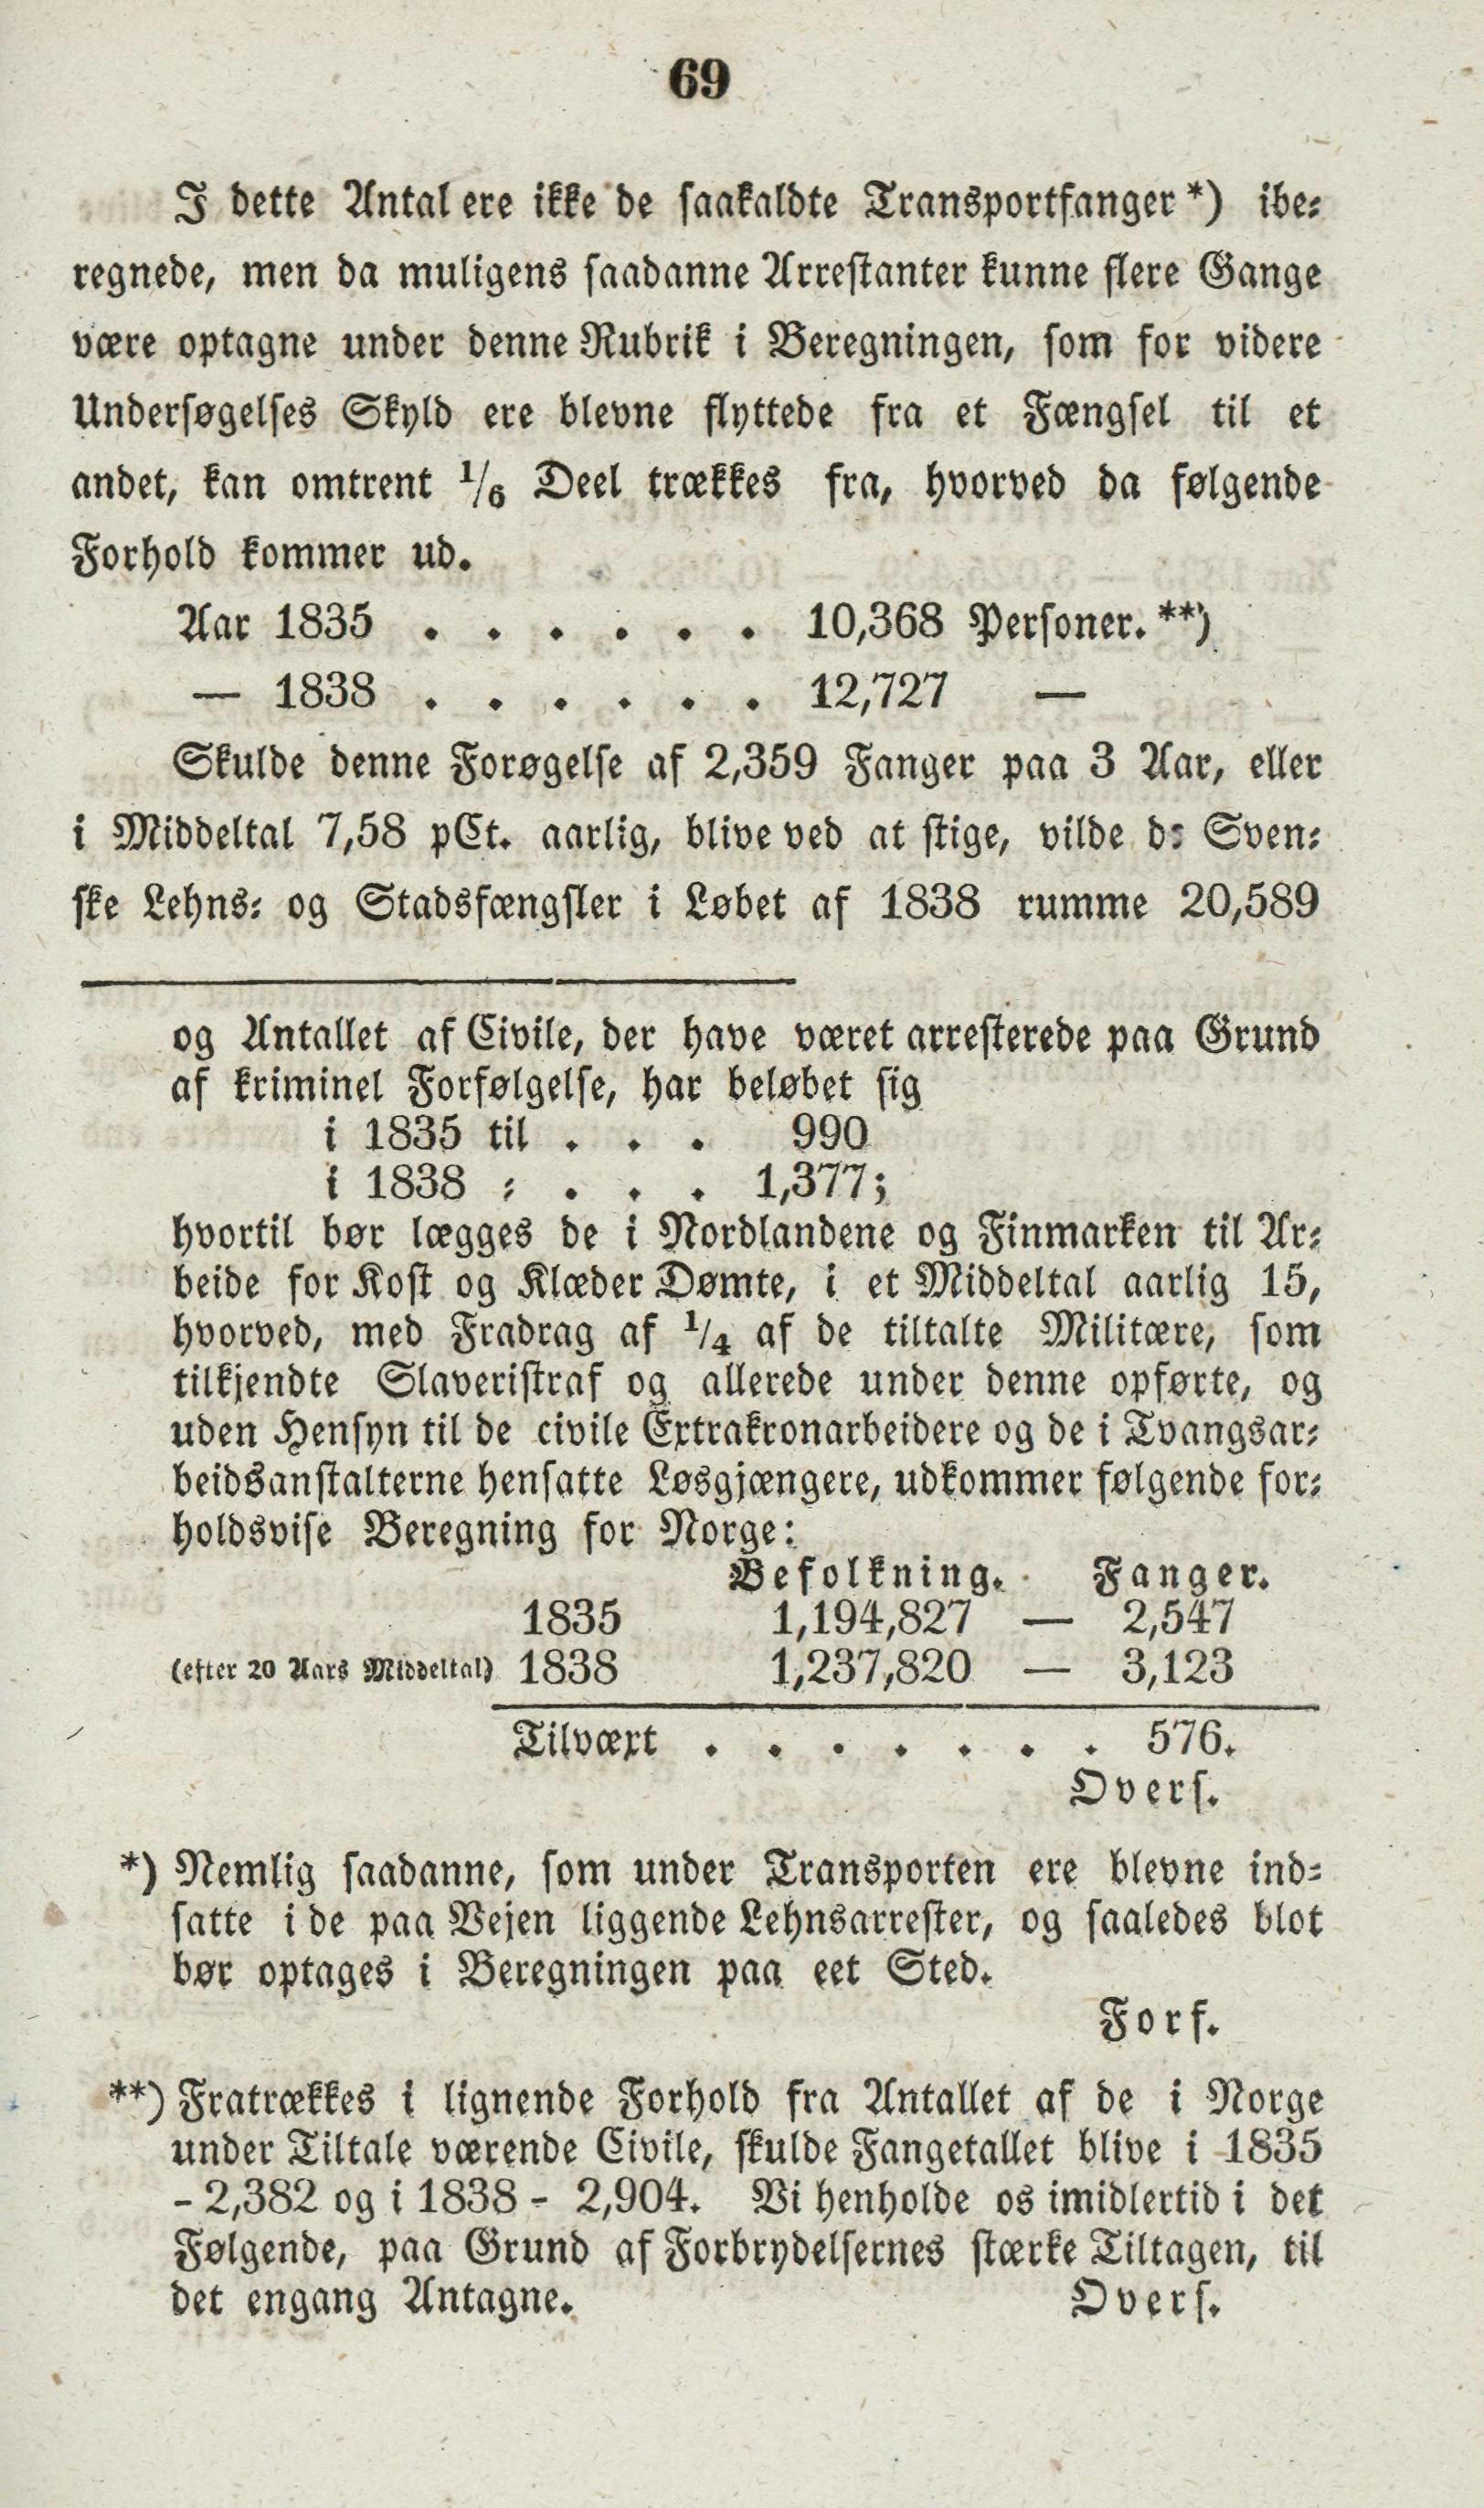 69
I dette Antal ere ikke de saakaldte Transportfanger*) ibe-
regnede, men da muligens saadanne Arrestanter kunne flere Gange
være optagne under denne Rubrik i Beregningen, som for videre
Undersøgelses Skyld ere blevne flyttede fra et Fængsel til et
andet, kan omtrent 1/6 Deel trækkes fra, hvorved da følgende
Forhold kommer ud.
Aar 1835 . . . . . . 10,368 Personer. **)
— 1838 . . . . . . 12,727 —
Skulde denne Forøgelse af 2,359 Fanger paa 3 Aar, eller
i Middeltal 7,58 pCt. aarlig, blive ved at stige, vilde de Sven-
ske Lehns- og Stadsfængsler i Løbet af 1838 rumme 20,589
og Antallet af Civile, der have været arresterede paa Grund
af kriminel Forfølgelse, har beløbet sig
i 1835 til . . . 990
i 1838 - . . . 1,377;
hvortil bør lægges de i Nordlandene og Finmarken til Ar-
beide for Kost og Klæder Dømte, i et Middeltal aarlig 15,
hvorved, med Fradrag af 1/4 af de tiltalte Militære, som
tilkjendte Slaveristraf og allerede under denne opførte, og
uden Hensyn til de civile Extrakronarbeidere og de i Tvangsar-
beidsanstalterne hensatte Løsgjængere, udkommer følgende for-
holdsvise Beregning for Norge:
Befolkning. Fanger.
1835 1,194,827 — 2,547
(efter 20 Aars Middeltal) 1838 1,237,820 — 3,123
Tilvæxt . . . . . . . 576.
Overs.
*) Nemlig saadanne, som under Transporten ere blevne ind-
satte i de paa Vejen liggende Lehnsarrester, og saaledes blot
bør optages i Beregningen paa eet Sted.
Forf.
**) Fratrækkes i lignende Forhold fra Antallet af de i Norge
under Tiltale værende Civile, skulde Fangetallet blive i 1835
- 2,382 og i 1838 - 2,904. Vi henholde os imidlertid i det
Følgende, paa Grund af Forbrydelsernes stærke Tiltagen, til
det engang Antagne. Overs.